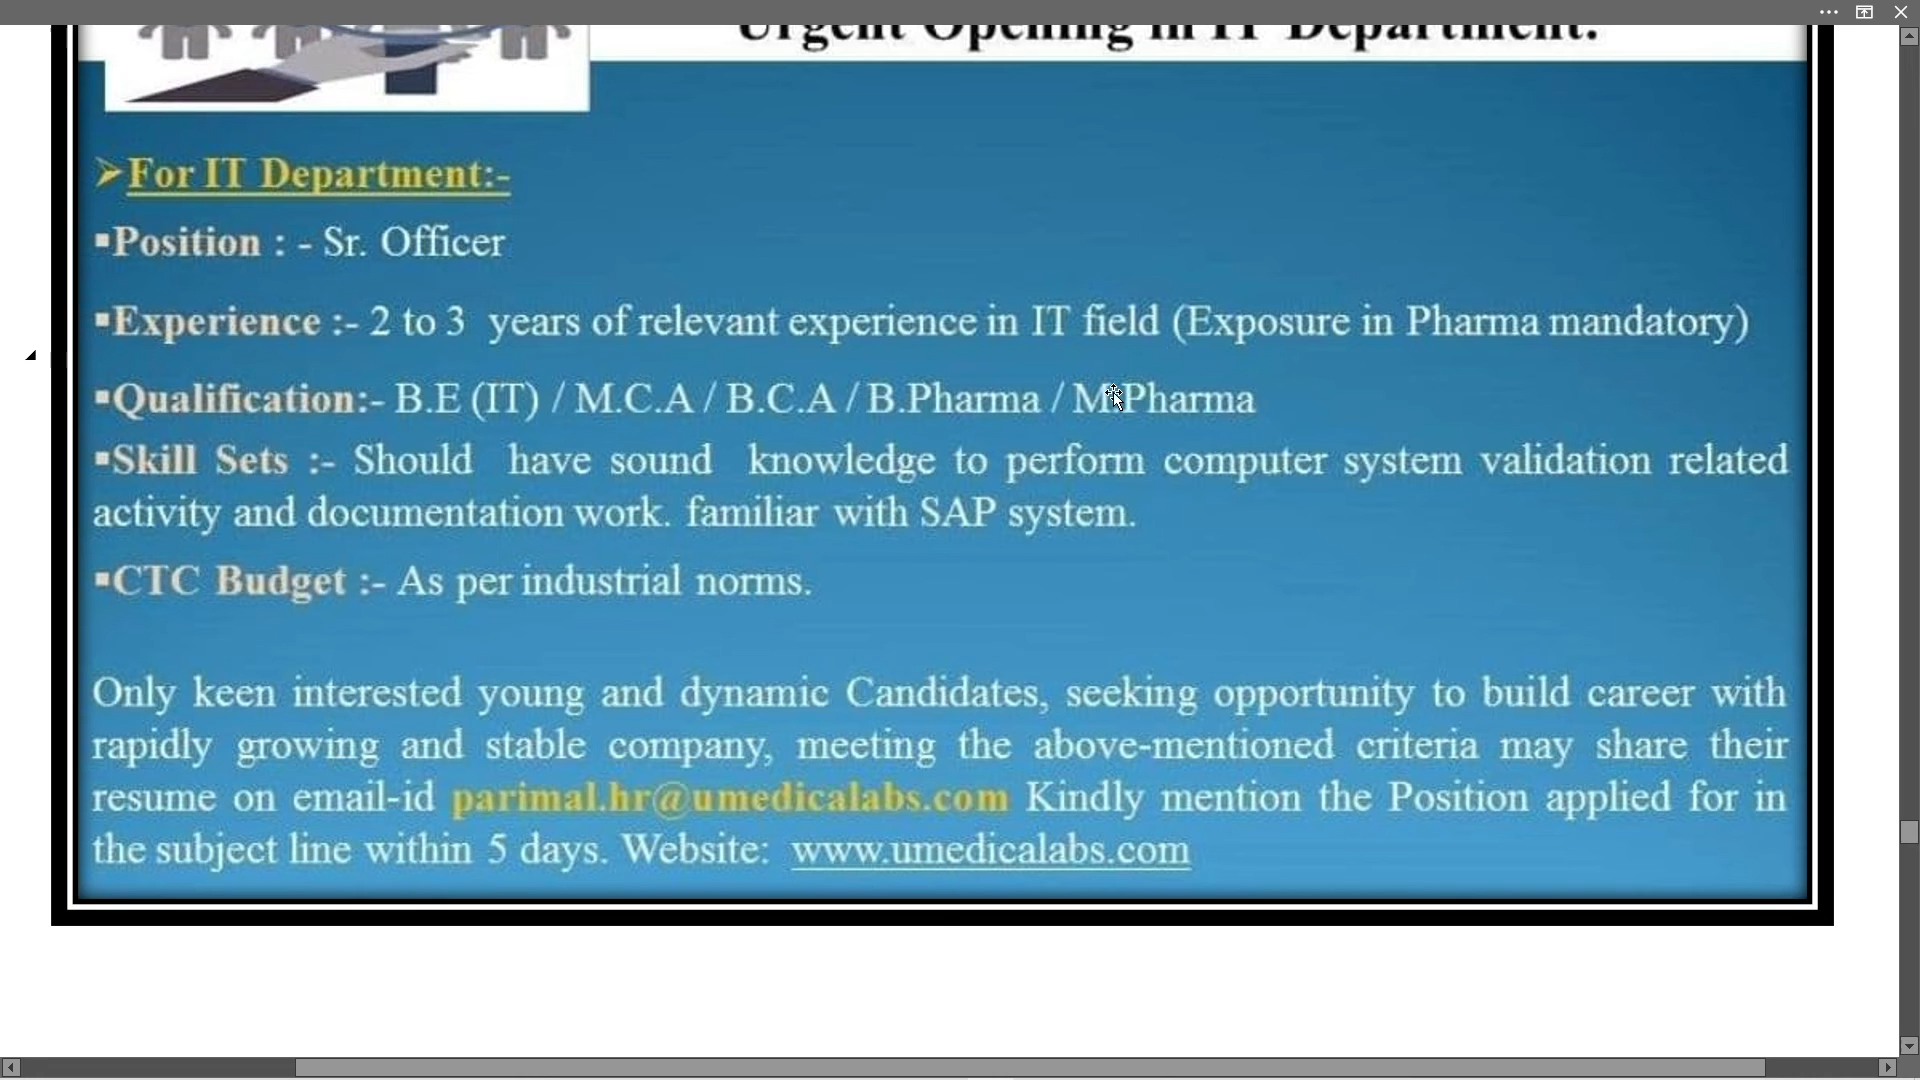 Urgent Opening in IT Department.
➢For IT Department:-
▪Position : - Sr. Officer
▪Experience :- 2 to 3 years of relevant experience in IT field (Exposure in Pharma mandatory)
▪Qualification:- B.E (IT) / M.C.A / B.C.A / B.Pharma / M.Pharma
▪Skill Sets :- Should have sound knowledge to perform computer system validation related
activity and documentation work. familiar with SAP system.
▪CTC Budget :- As per industrial norms.
Only keen interested young and dynamic Candidates, seeking opportunity to build career with
rapidly growing and stable company, meeting the above-mentioned criteria may share their
resume on email-id parimal.hr@umedicalabs.com Kindly mention the Position applied for in
the subject line within 5 days. Website: www.umedicalabs.com